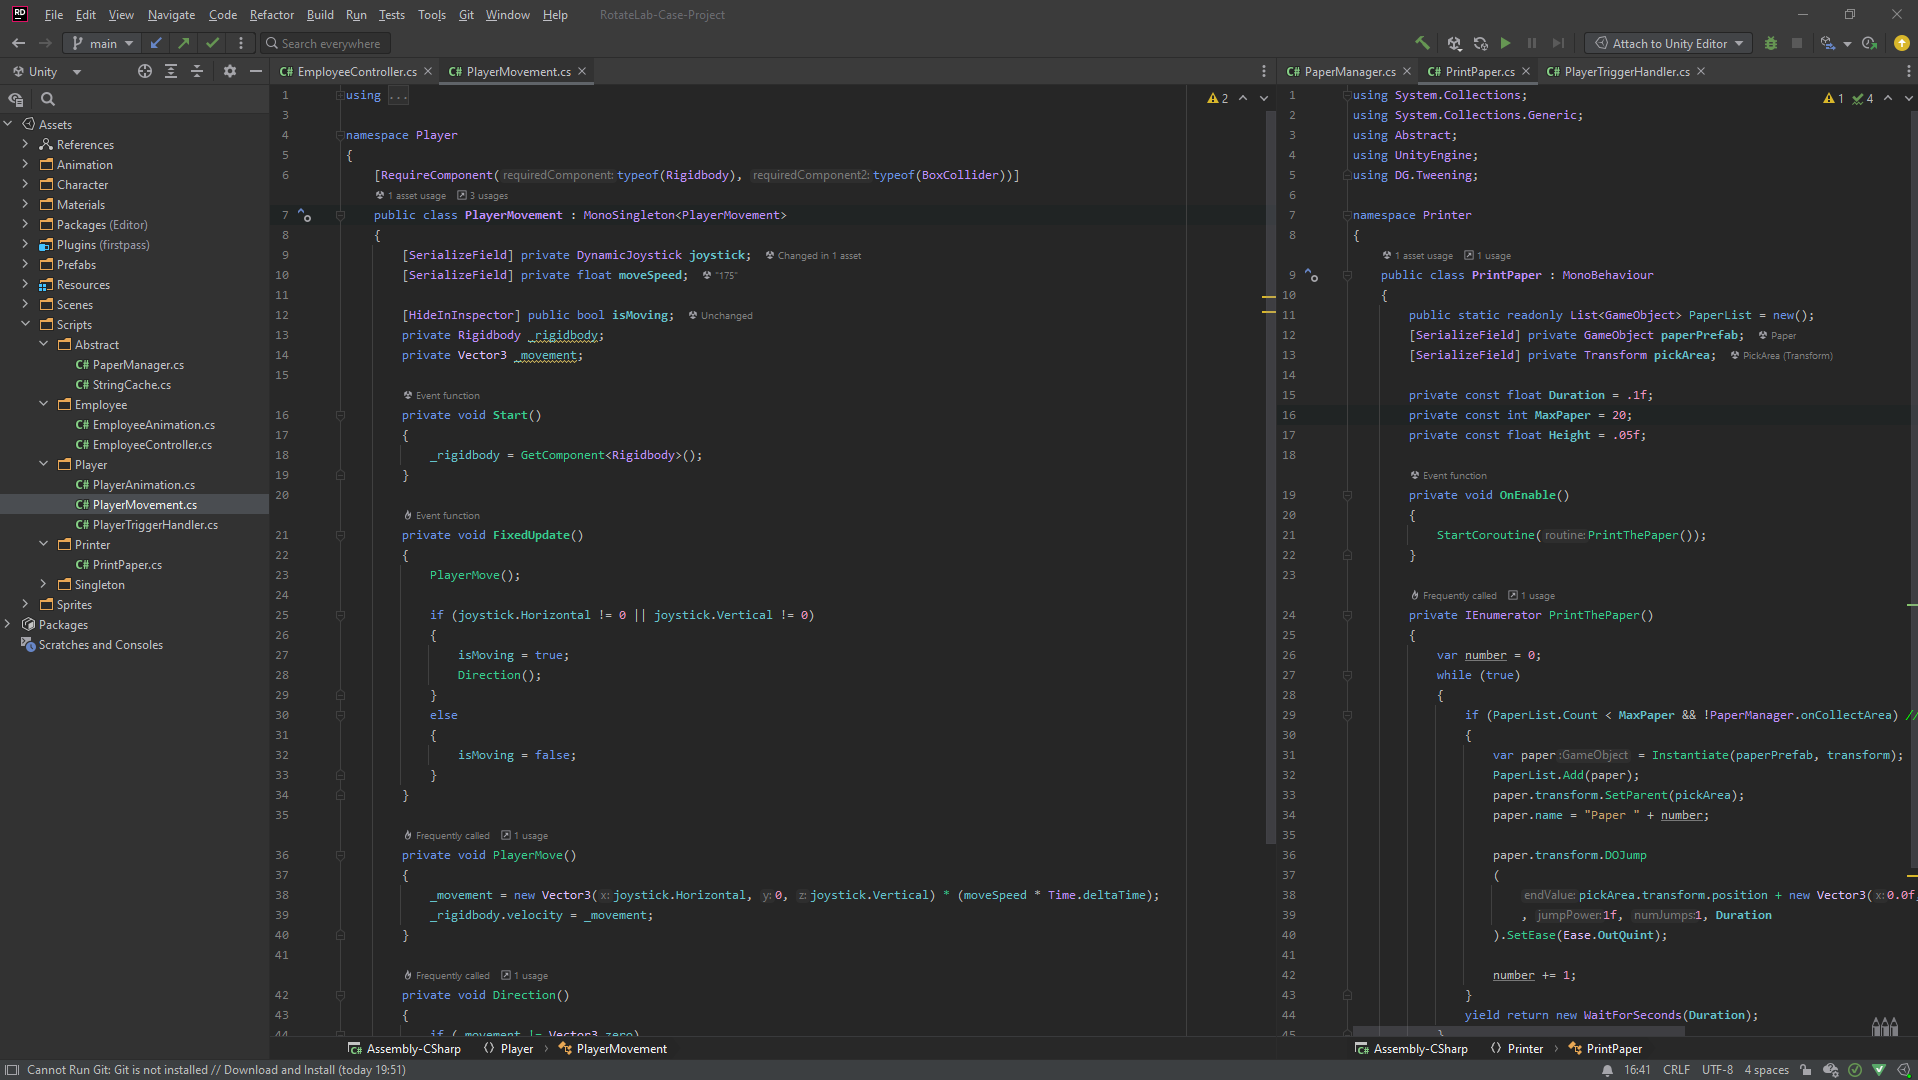 RD File Edit View Navigate Code Refactor Build Run Tests Tools Git Window Help RotateLab-Case-Project
main Search everywhere Attach to Unity Editor
Unity
Assets
References
Animation
Character
Materials
Packages (Editor)
Plugins (firstpass)
Prefabs
Resources
Scenes
Scripts
Abstract
C# PaperManager.cs
C# StringCache.cs
Employee
C# EmployeeAnimation.cs
C# EmployeeController.cs
Player
C# PlayerAnimation.cs
C# PlayerMovement.cs
C# PlayerTriggerHandler.cs
Printer
C# PrintPaper.cs
Singleton
Sprites
Packages
Scratches and Consoles
C# EmployeeController.cs C# PlayerMovement.cs
2
1 using ...
3
4 namespace Player
5 {
6 [RequireComponent( requiredComponent: typeof(Rigidbody), requiredComponent2: typeof(BoxCollider))]
1 asset usage 3 usages
7 public class PlayerMovement : MonoSingleton<PlayerMovement>
8 {
9 [SerializeField] private DynamicJoystick joystick; Changed in 1 asset
10 [SerializeField] private float moveSpeed; "175"
11
12 [HideInInspector] public bool isMoving; Unchanged
13 private Rigidbody _rigidbody;
14 private Vector3 _movement;
15
Event function
16 private void Start()
17 {
18 _rigidbody = GetComponent<Rigidbody>();
19 }
20
Event function
21 private void FixedUpdate()
22 {
23 PlayerMove();
24
25 if (joystick.Horizontal != 0 || joystick.Vertical != 0)
26 {
27 isMoving = true;
28 Direction();
29 }
30 else
31 {
32 isMoving = false;
33 }
34 }
35
Frequently called 1 usage
36 private void PlayerMove()
37 {
38 _movement = new Vector3( x: joystick.Horizontal, y: 0, z: joystick.Vertical) * (moveSpeed * Time.deltaTime);
39 _rigidbody.velocity = _movement;
40 }
41
Frequently called 1 usage
42 private void Direction()
43 {
44 if (_movement != Vector3.zero)
Assembly-CSharp Player PlayerMovement
C# PaperManager.cs C# PrintPaper.cs C# PlayerTriggerHandler.cs
1 4
1 using System.Collections;
2 using System.Collections.Generic;
3 using Abstract;
4 using UnityEngine;
5 using DG.Tweening;
6
7 namespace Printer
8 {
1 asset usage 1 usage
9 public class PrintPaper : MonoBehaviour
10 {
11 public static readonly List<GameObject> PaperList = new();
12 [SerializeField] private GameObject paperPrefab; Paper
13 [SerializeField] private Transform pickArea; PickArea (Transform)
14
15 private const float Duration = .1f;
16 private const int MaxPaper = 20;
17 private const float Height = .05f;
18
Event function
19 private void OnEnable()
20 {
21 StartCoroutine( routine: PrintThePaper());
22 }
23
Frequently called 1 usage
24 private IEnumerator PrintThePaper()
25 {
26 var number = 0;
27 while (true)
28 {
29 if (PaperList.Count < MaxPaper && !PaperManager.onCollectArea) //
30 {
31 var paper :GameObject = Instantiate(paperPrefab, transform);
32 PaperList.Add(paper);
33 paper.transform.SetParent(pickArea);
34 paper.name = "Paper " + number;
35
36 paper.transform.DOJump
37 (
38 endValue: pickArea.transform.position + new Vector3( x: 0.0f,
39 , jumpPower: 1f, numJumps: 1, Duration
40 ).SetEase(Ease.OutQuint);
41
42 number += 1;
43 }
44 yield return new WaitForSeconds(Duration);
45 }
Assembly-CSharp Printer PrintPaper
Cannot Run Git: Git is not installed // Download and Install (today 19:51) 16:41 CRLF UTF-8 4 spaces